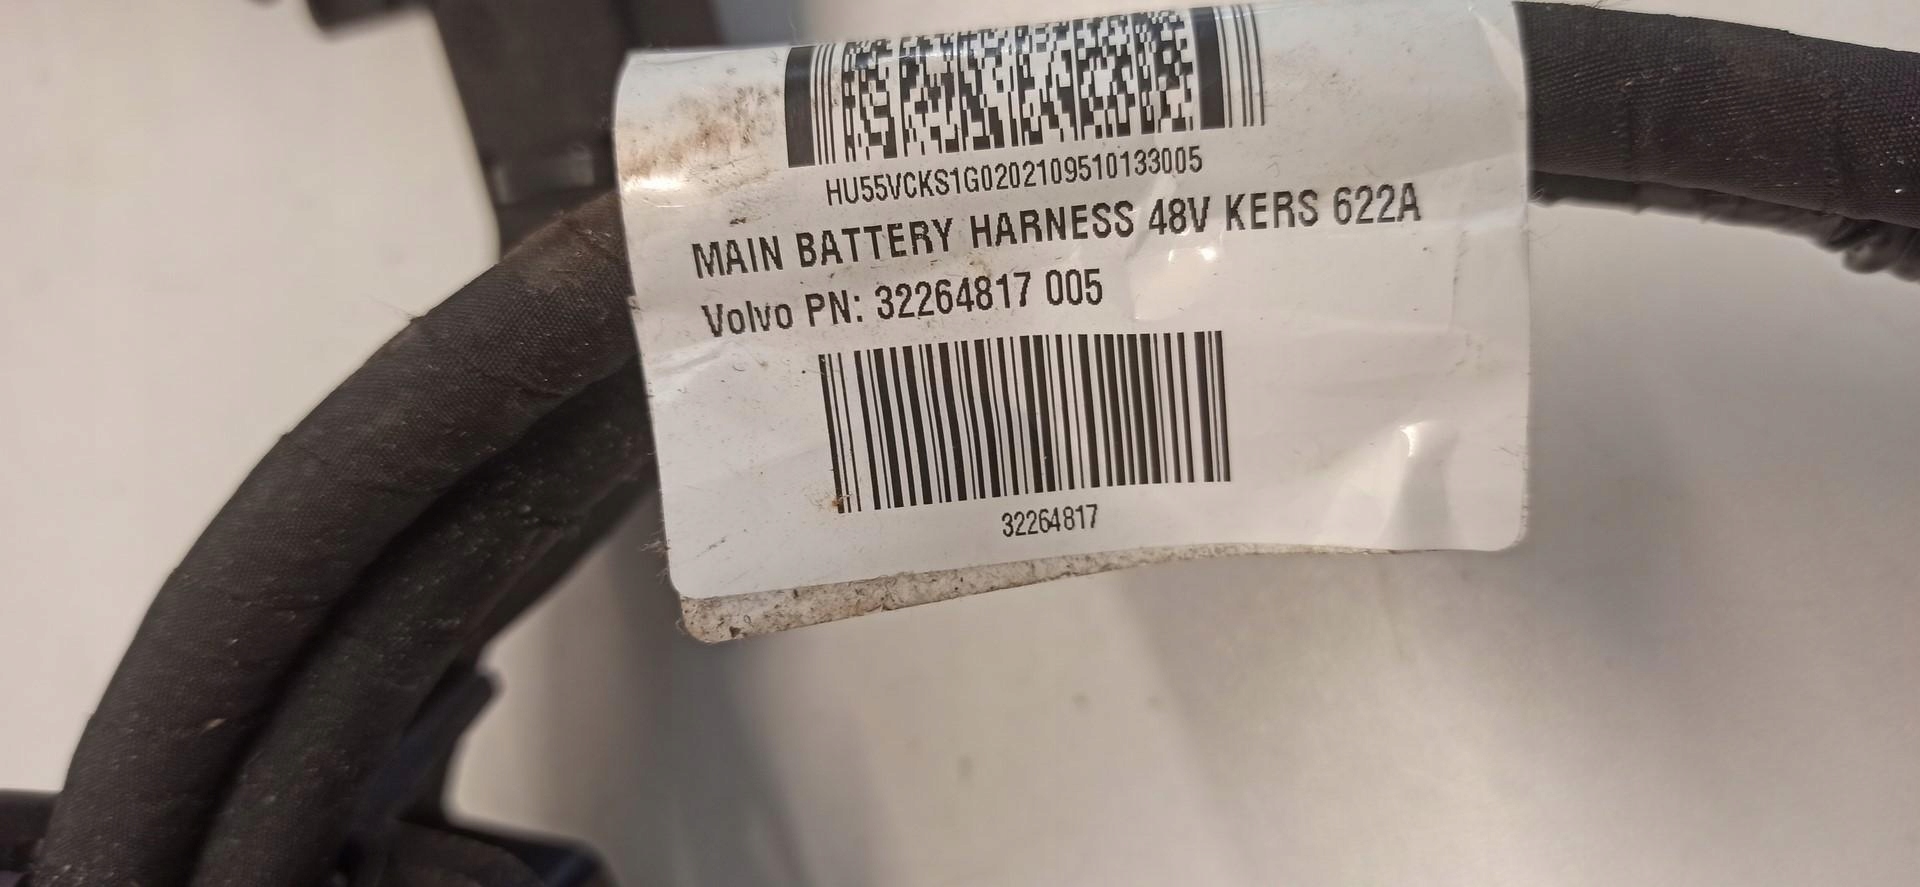 HU55VCKS1G0202109510133005
MAIN BATTERY HARNESS 48V KERS 622A
Volvo PN: 32264817 005
32264817